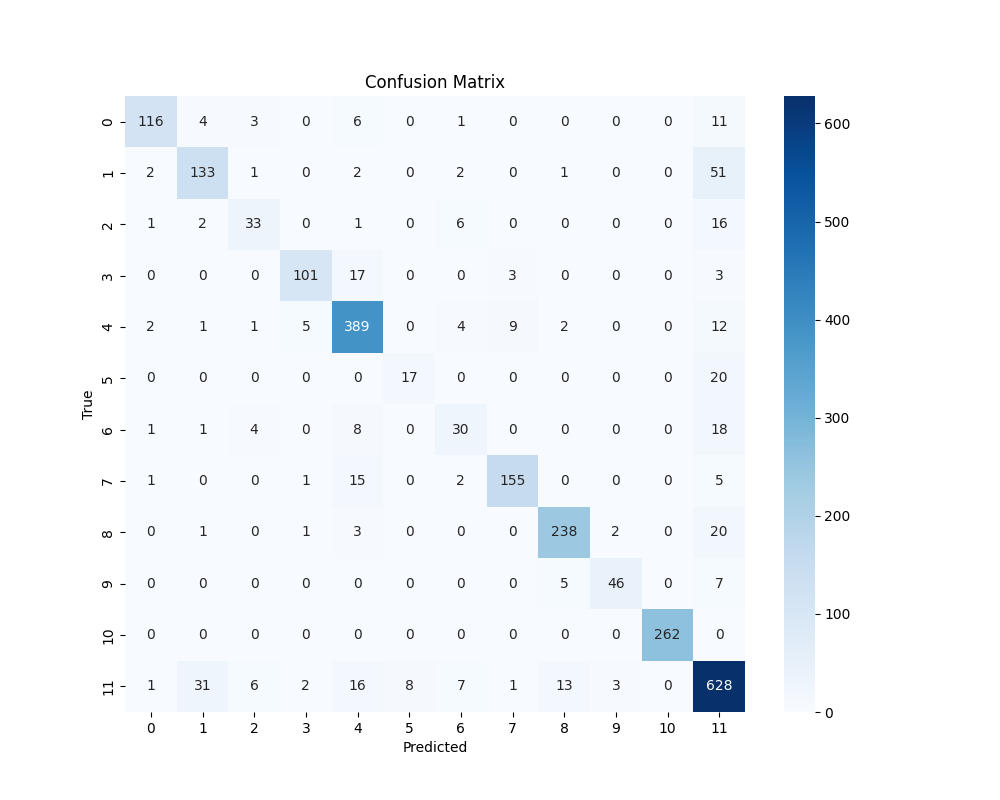 Confusion Matrix
0 116 4 3 0 6 0 1 0 0 0 0 11
1 2 133 1 0 2 0 2 0 1 0 0 51
2 1 2 33 0 1 0 6 0 0 0 0 16
3 0 0 0 101 17 0 0 3 0 0 0 3
4 2 1 1 5 389 0 4 9 2 0 0 12
5 0 0 0 0 0 17 0 0 0 0 0 20
6 1 1 4 0 8 0 30 0 0 0 0 18
7 1 0 0 1 15 0 2 155 0 0 0 5
8 0 1 0 1 3 0 0 0 238 2 0 20
9 0 0 0 0 0 0 0 0 5 46 0 7
10 0 0 0 0 0 0 0 0 0 0 262 0
11 1 31 6 2 16 8 7 1 13 3 0 628
0 1 2 3 4 5 6 7 8 9 10 11
Predicted
True
600
500
400
300
200
100
0